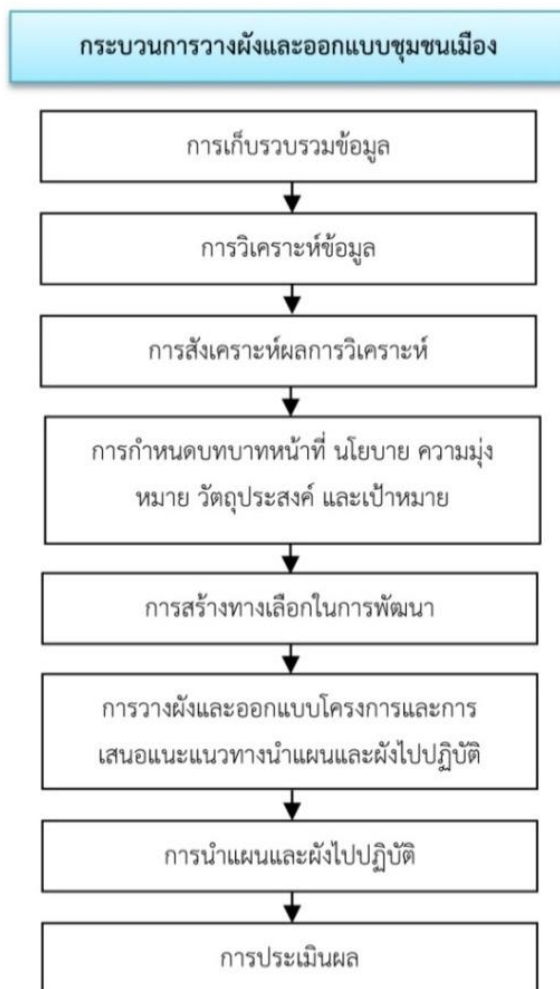 กระบวนการวางผังและออกแบบชุมชนเมือง
การเก็บรวบรวมข้อมูล
การวิเคราะห์ข้อมูล
การสังเคราะห์ผลการวิเคราะห์
การกำหนดบทบาทหน้าที่ นโยบาย ความมุ่ง
หมาย วัตถุประสงค์ และเป้าหมาย
การสร้างทางเลือกในการพัฒนา
การวางผังและออกแบบโครงการและการ
เสนอแนะแนวทางนำแผนและผังไปปฏิบัติ
การนำแผนและผังไปปฏิบัติ
การประเมินผล